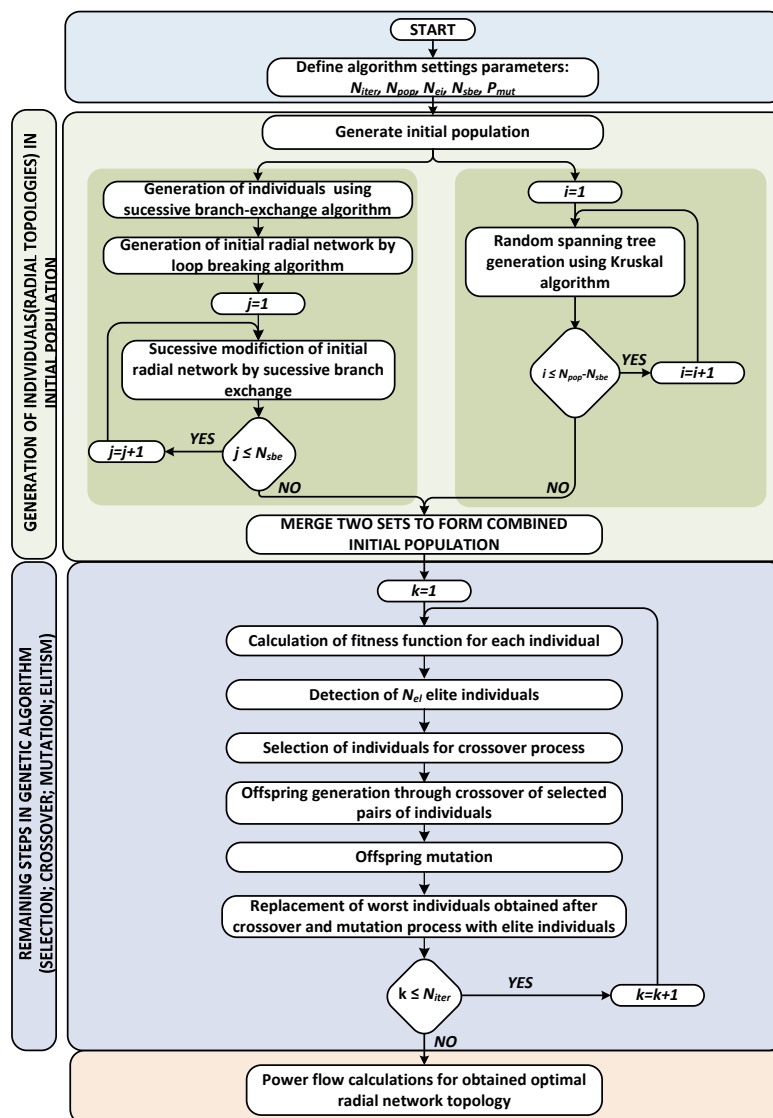 START
Define algorithm settings parameters:
Niter, Npop, Nei, Nsbe, Pmut
GENERATION OF INDIVIDUALS(RADIAL TOPOLOGIES) IN
INITIAL POPULATION
Generate initial population
Generation of individuals using
sucessive branch-exchange algorithm
Generation of initial radial network by
loop breaking algorithm
j=1
Sucessive modifiction of initial
radial network by sucessive branch
exchange
j=j+1
YES
j ≤ Nsbe
NO
i=1
Random spanning tree
generation using Kruskal
algorithm
i ≤ Npop-Nsbe
YES
i=i+1
NO
MERGE TWO SETS TO FORM COMBINED
INITIAL POPULATION
REMAINING STEPS IN GENETIC ALGORITHM
(SELECTION; CROSSOVER; MUTATION; ELITISM)
k=1
Calculation of fitness function for each individual
Detection of Nel elite individuals
Selection of individuals for crossover process
Offspring generation through crossover of selected
pairs of individuals
Offspring mutation
Replacement of worst individuals obtained after
crossover and mutation process with elite individuals
k ≤ Niter
YES
k=k+1
NO
Power flow calculations for obtained optimal
radial network topology